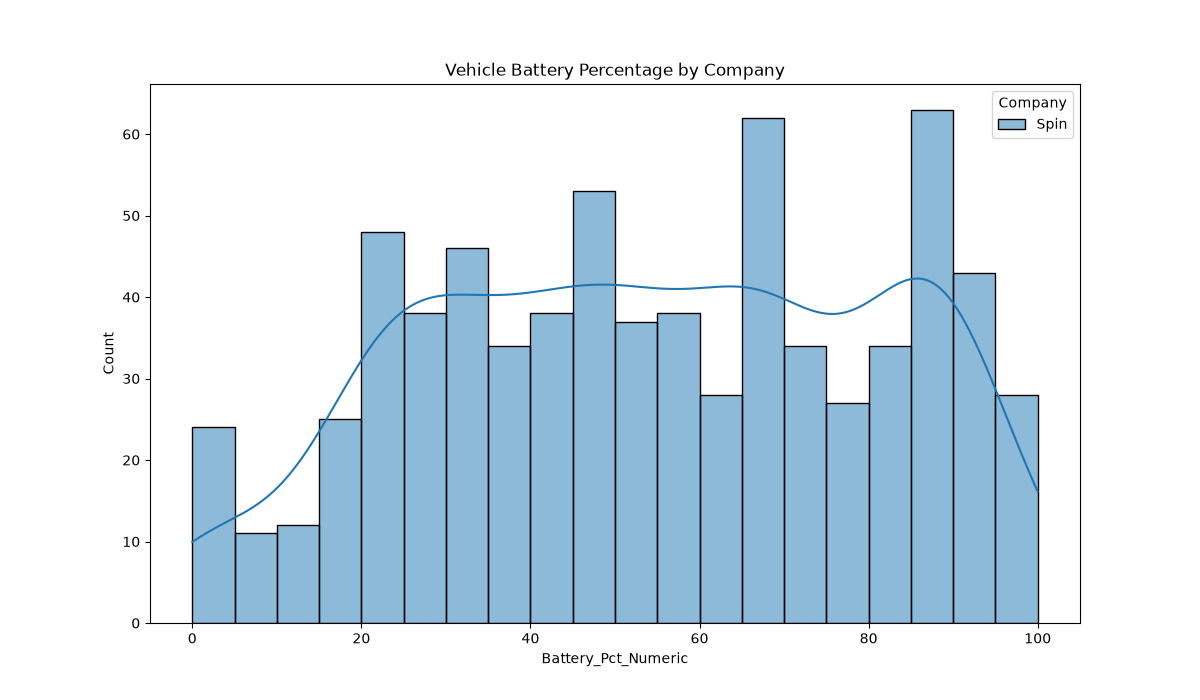 Vehicle Battery Percentage by Company
Company
Spin
60
50
40
30
20
10
0
Count
0 20 40 60 80 100
Battery_Pct_Numeric